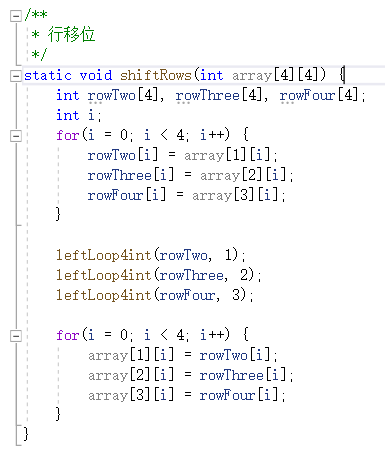 /**
 * 行移位
 */
static void shiftRows(int array[4][4]) {
    int rowTwo[4], rowThree[4], rowFour[4];
    int i;
    for(i = 0; i < 4; i++) {
        rowTwo[i] = array[1][i];
        rowThree[i] = array[2][i];
        rowFour[i] = array[3][i];
    }

    leftLoop4int(rowTwo, 1);
    leftLoop4int(rowThree, 2);
    leftLoop4int(rowFour, 3);

    for(i = 0; i < 4; i++) {
        array[1][i] = rowTwo[i];
        array[2][i] = rowThree[i];
        array[3][i] = rowFour[i];
    }
}